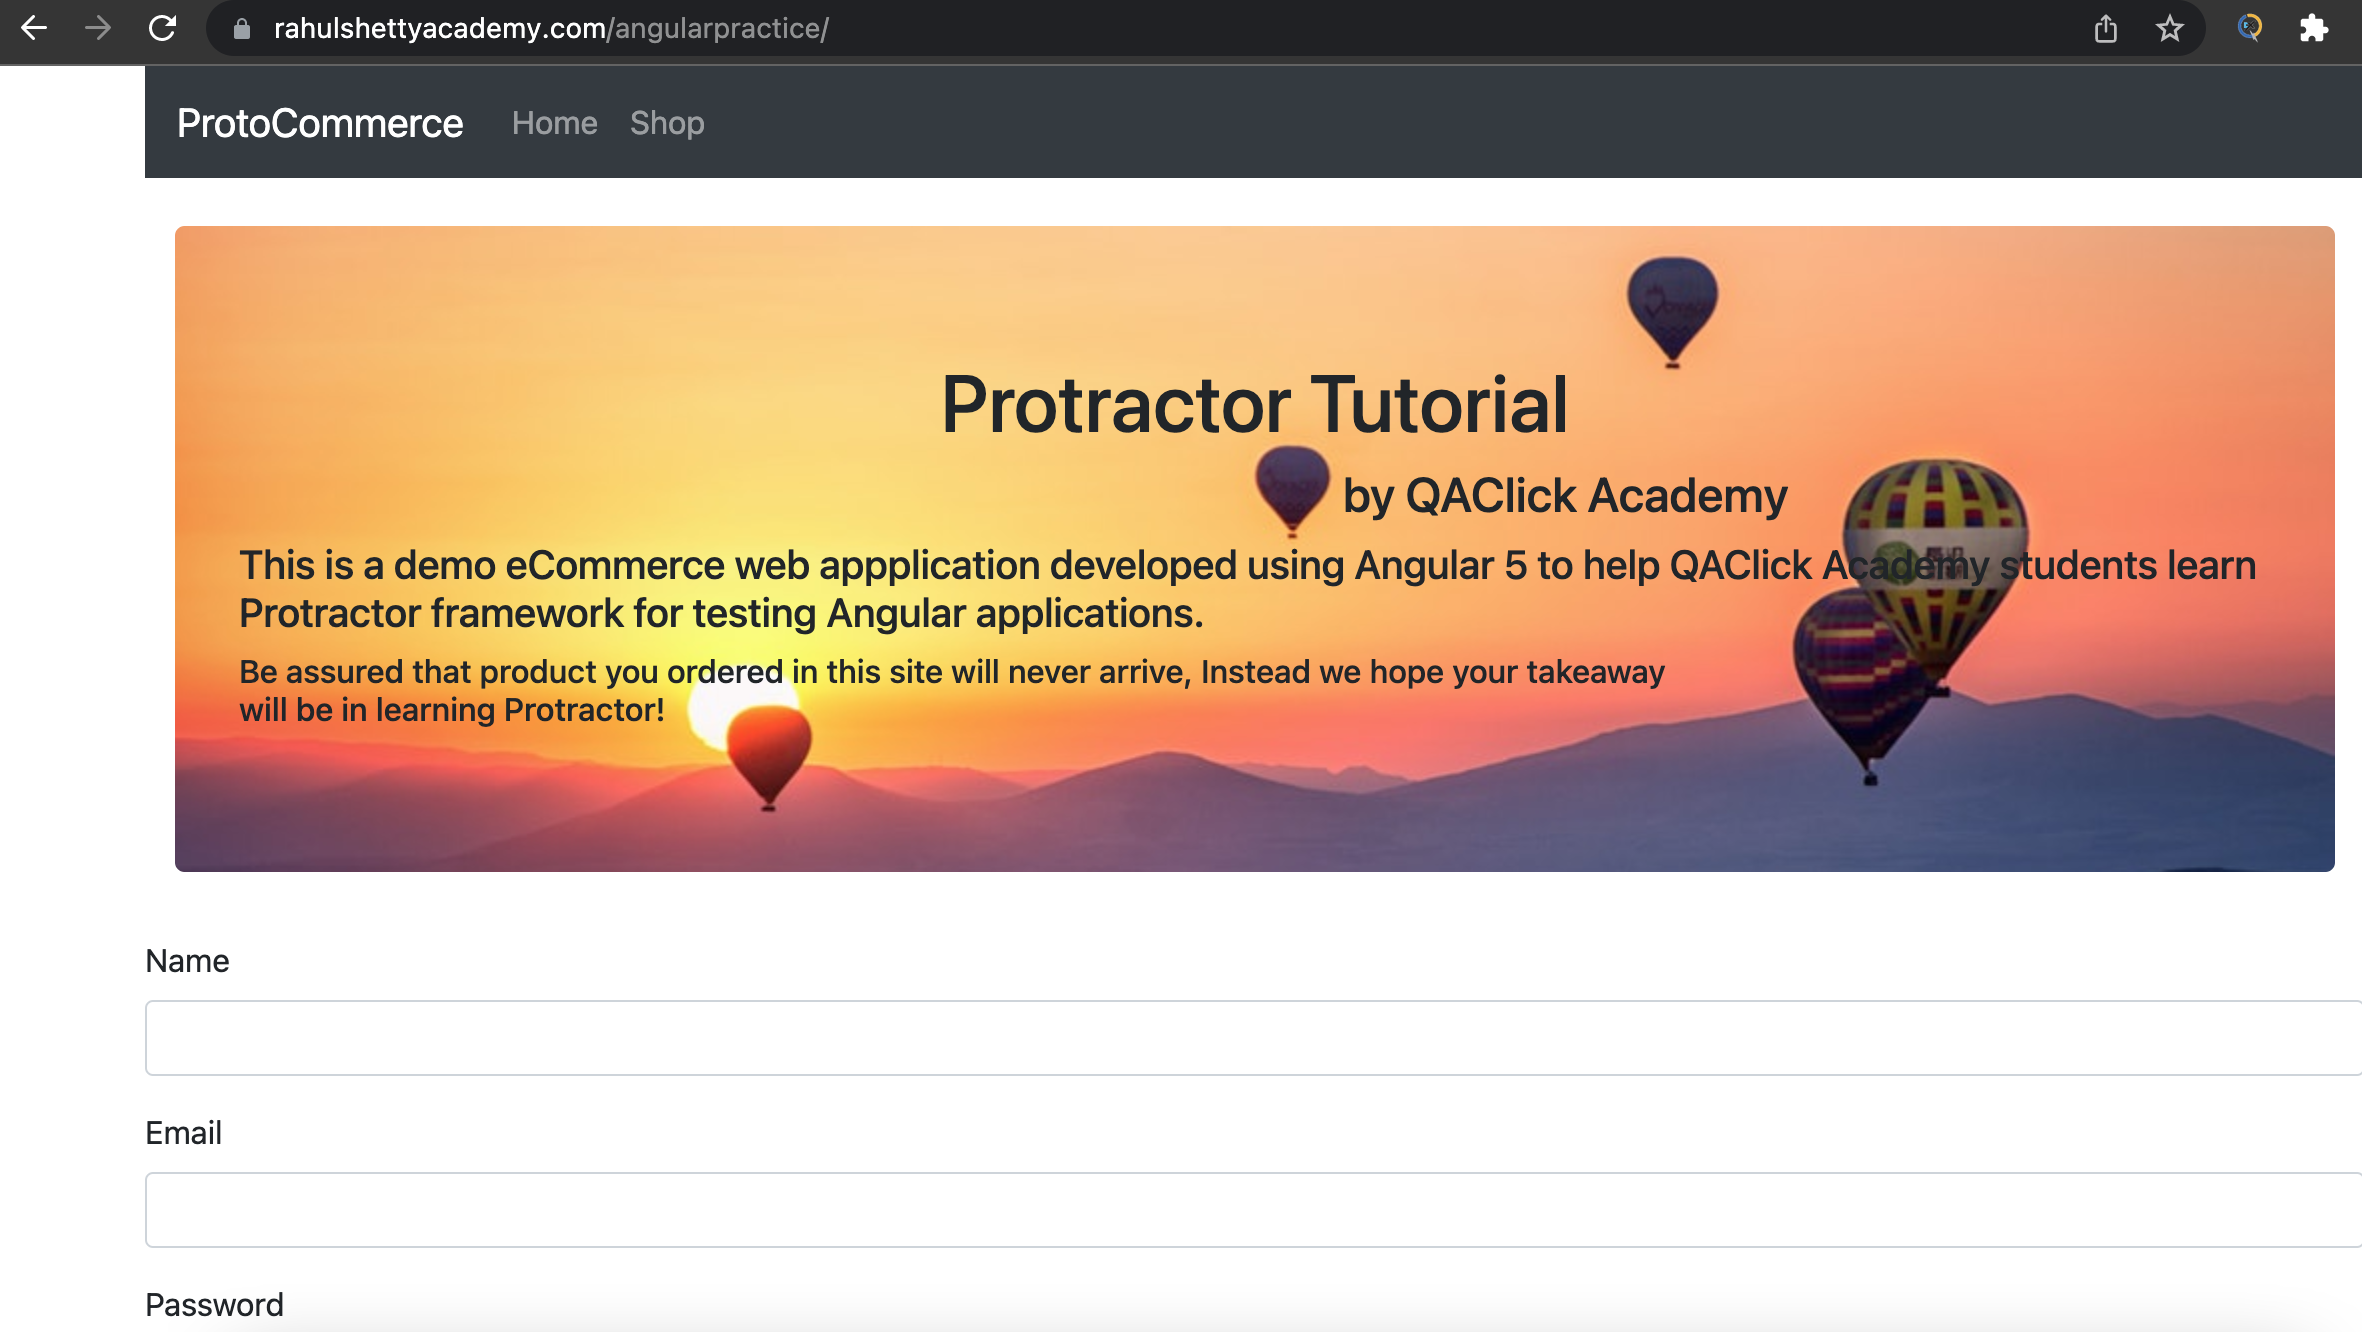 rahulshettyacademy.com/angularpractice/
ProtoCommerce Home Shop
Protractor Tutorial
by QAClick Academy
This is a demo eCommerce web appplication developed using Angular 5 to help QAClick Academy students learn
Protractor framework for testing Angular applications.
Be assured that product you ordered in this site will never arrive, Instead we hope your takeaway
will be in learning Protractor!
Name
Email
Password